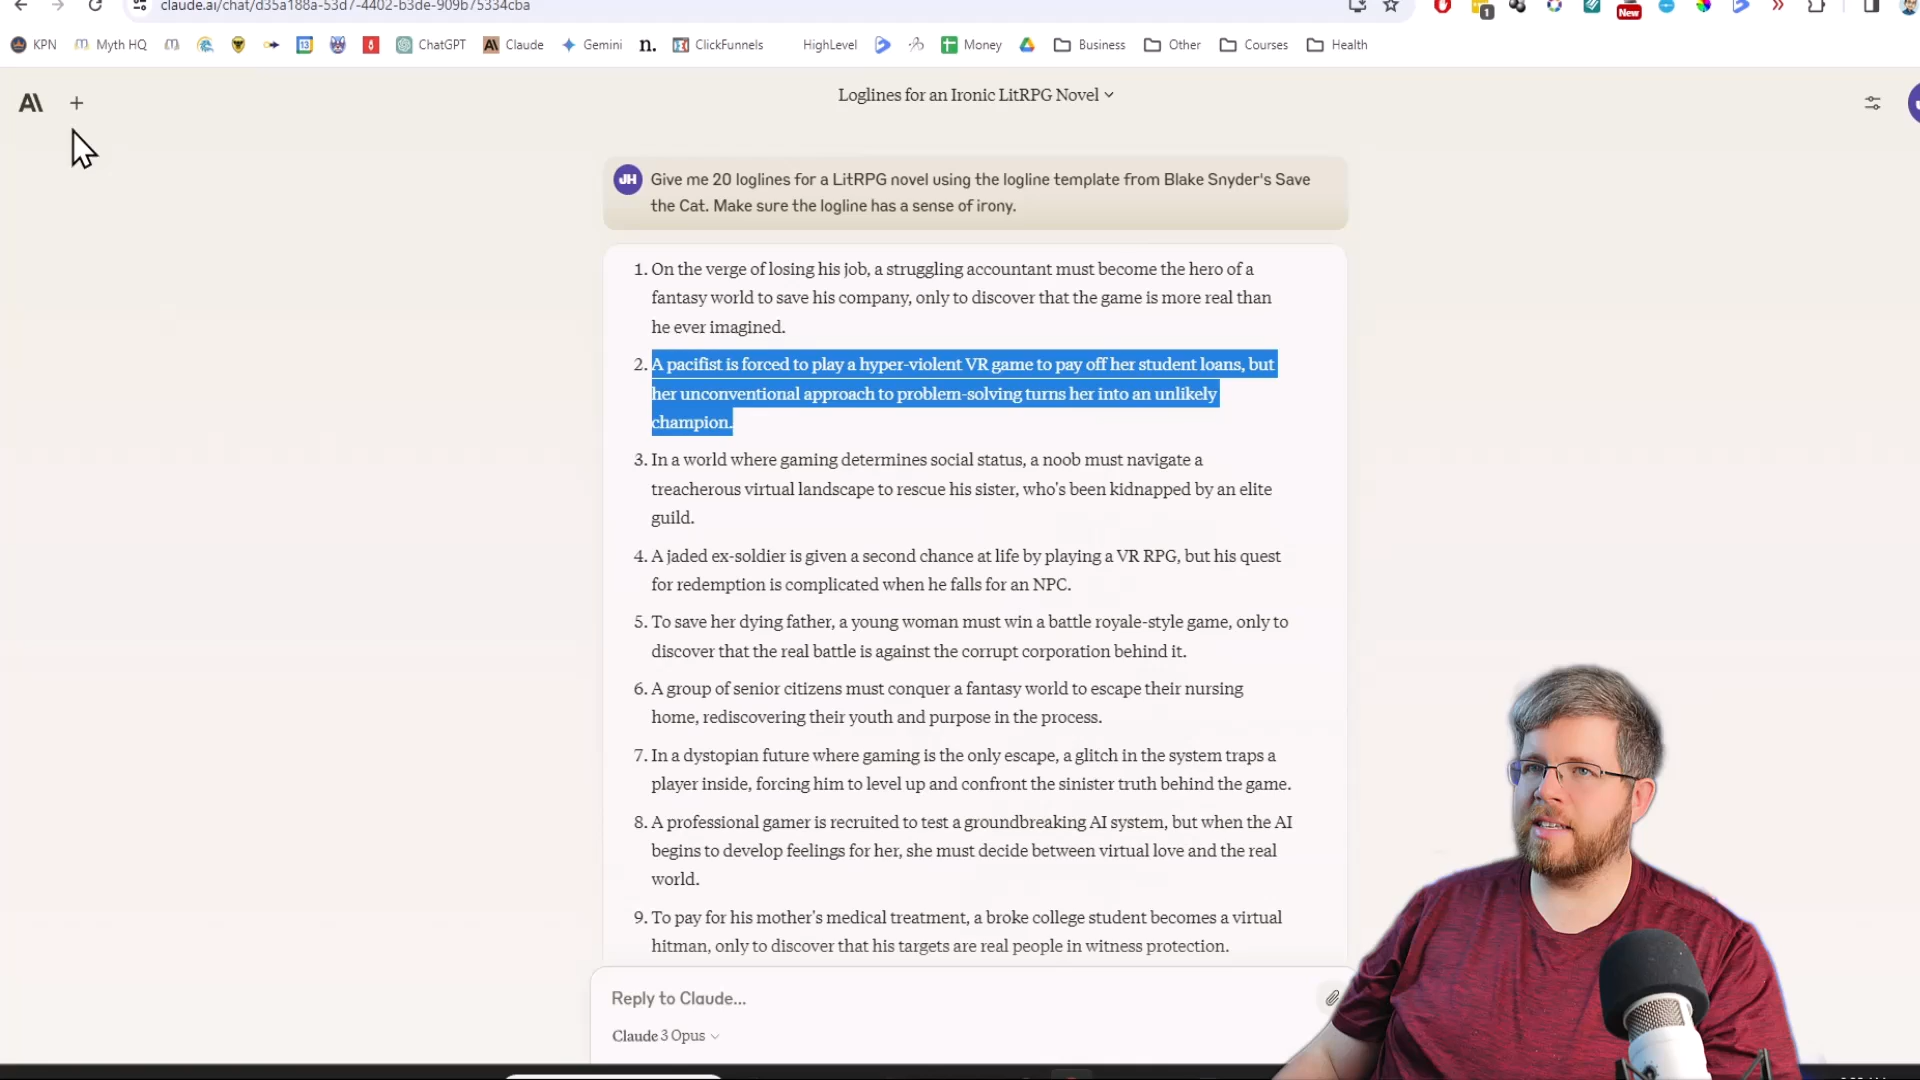 claude.ai/chat/d35a188a-53d7-4402-b3de-909b75334cba
1
New
KPN
Myth HQ
13
ChatGPT
Claude
Gemini
n.
ClickFunnels
HighLevel
Money
Business
Other
Courses
Health
Loglines for an Ironic LitRPG Novel
JH
Give me 20 loglines for a LitRPG novel using the logline template from Blake Snyder's Save
the Cat. Make sure the logline has a sense of irony.
1. On the verge of losing his job, a struggling accountant must become the hero of a
fantasy world to save his company, only to discover that the game is more real than
he ever imagined.
2. A pacifist is forced to play a hyper-violent VR game to pay off her student loans, but
her unconventional approach to problem-solving turns her into an unlikely
champion.
3. In a world where gaming determines social status, a noob must navigate a
treacherous virtual landscape to rescue his sister, who's been kidnapped by an elite
guild.
4. A jaded ex-soldier is given a second chance at life by playing a VR RPG, but his quest
for redemption is complicated when he falls for an NPC.
5. To save her dying father, a young woman must win a battle royale-style game, only to
discover that the real battle is against the corrupt corporation behind it.
6. A group of senior citizens must conquer a fantasy world to escape their nursing
home, rediscovering their youth and purpose in the process.
7. In a dystopian future where gaming is the only escape, a glitch in the system traps a
player inside, forcing him to level up and confront the sinister truth behind the game.
8. A professional gamer is recruited to test a groundbreaking AI system, but when the AI
begins to develop feelings for her, she must decide between virtual love and the real
world.
9. To pay for his mother's medical treatment, a broke college student becomes a virtual
hitman, only to discover that his targets are real people in witness protection.
Reply to Claude...
Claude 3 Opus